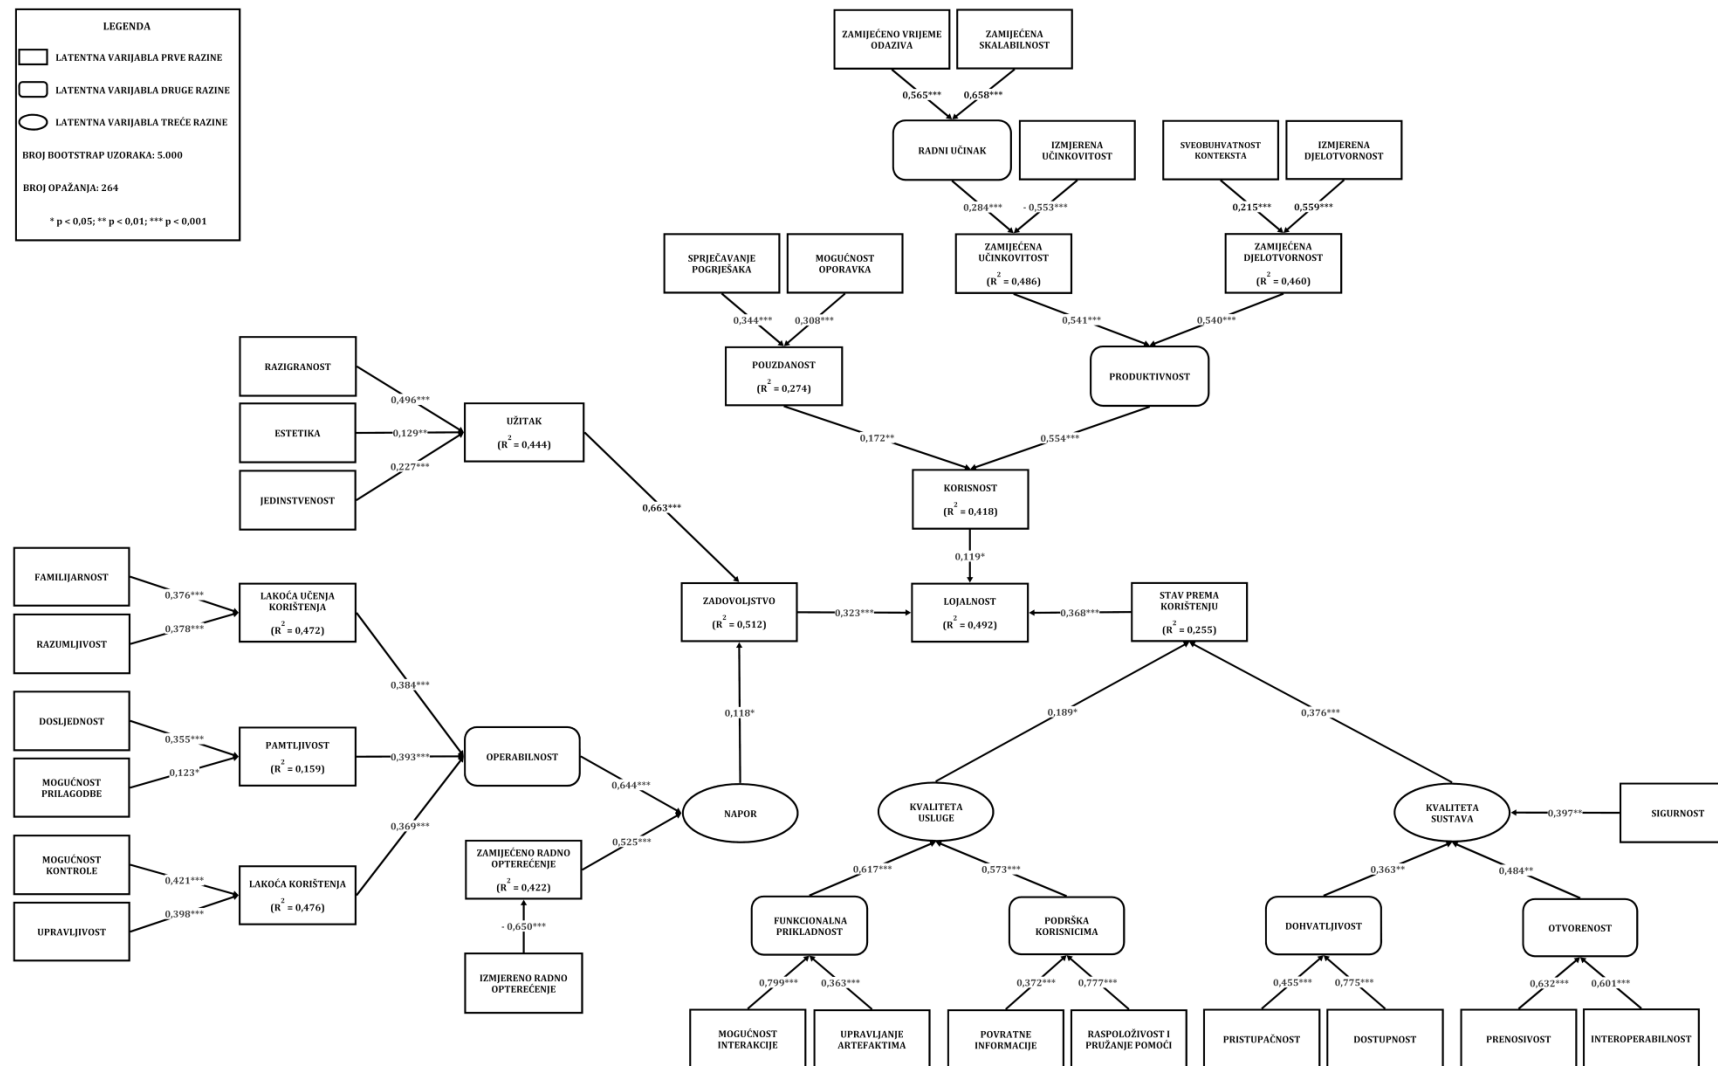 LEGENDA
LATENTNA VARIJABLA PRVE RAZINE
LATENTNA VARIJABLA DRUGE RAZINE
LATENTNA VARIJABLA TREĆE RAZINE
BROJ BOOTSTRAP UZORAKA: 5.000
BROJ OPAŽANJA: 264
* p < 0,05; ** p < 0,01; *** p < 0,001
ZAMIJEĆENO VRIJEME
ODAZIVA
ZAMIJEĆENA
SKALABILNOST
0,565***
0,658***
RADNI UČINAK
IZMJERENA
UČINKOVITOST
SVEOBUHVATNOST
KONTEKSTA
IZMJERENA
DJELOTVORNOST
0,284***
- 0,553***
0,215***
0,559***
SPRJEČAVANJE
POGRJEŠAKA
MOGUĆNOST
OPORAVKA
ZAMIJEĆENA
UČINKOVITOST
(R² = 0,486)
ZAMIJEĆENA
DJELOTVORNOST
(R² = 0,460)
0,344***
0,308***
0,541***
0,540***
RAZIGRANOST
POUZDANOST
(R² = 0,274)
PRODUKTIVNOST
0,496***
ESTETIKA
0,129**
UŽITAK
(R² = 0,444)
0,172**
0,554***
0,227***
JEDINSTVENOST
KORISNOST
(R² = 0,418)
0,663***
0,119*
FAMILIJARNOST
0,376***
LAKOĆA UČENJA
KORIŠTENJA
(R² = 0,472)
ZADOVOLJSTVO
(R² = 0,512)
0,323***
LOJALNOST
(R² = 0,492)
0,368***
STAV PREMA
KORIŠTENJU
(R² = 0,255)
0,378***
RAZUMLJIVOST
0,384***
0,118*
0,189*
0,376***
DOSLJEDNOST
0,355***
PAMTLJIVOST
(R² = 0,159)
0,393***
OPERABILNOST
0,123*
MOGUĆNOST
PRILAGODBE
0,644***
NAPOR
KVALITETA
USLUGE
KVALITETA
SUSTAVA
0,397**
SIGURNOST
0,369***
0,525***
MOGUĆNOST
KONTROLE
0,421***
LAKOĆA KORIŠTENJA
(R² = 0,476)
ZAMIJEĆENO RADNO
OPTEREĆENJE
(R² = 0,422)
0,617***
0,573***
0,363**
0,484**
0,398***
UPRAVLJIVOST
- 0,650***
FUNKCIONALNA
PRIKLADNOST
PODRŠKA
KORISNICIMA
DOHVATLJIVOST
OTVORENOST
IZMJERENO RADNO
OPTEREĆENJE
0,799***
0,363***
0,372***
0,777***
0,455***
0,775***
0,632***
0,601***
MOGUĆNOST
INTERAKCIJE
UPRAVLJANJE
ARTEFAKTIMA
POVRATNE
INFORMACIJE
RASPOLOŽIVOST I
PRUŽANJE POMOĆI
PRISTUPAČNOST
DOSTUPNOST
PRENOSIVOST
INTEROPERABILNOST